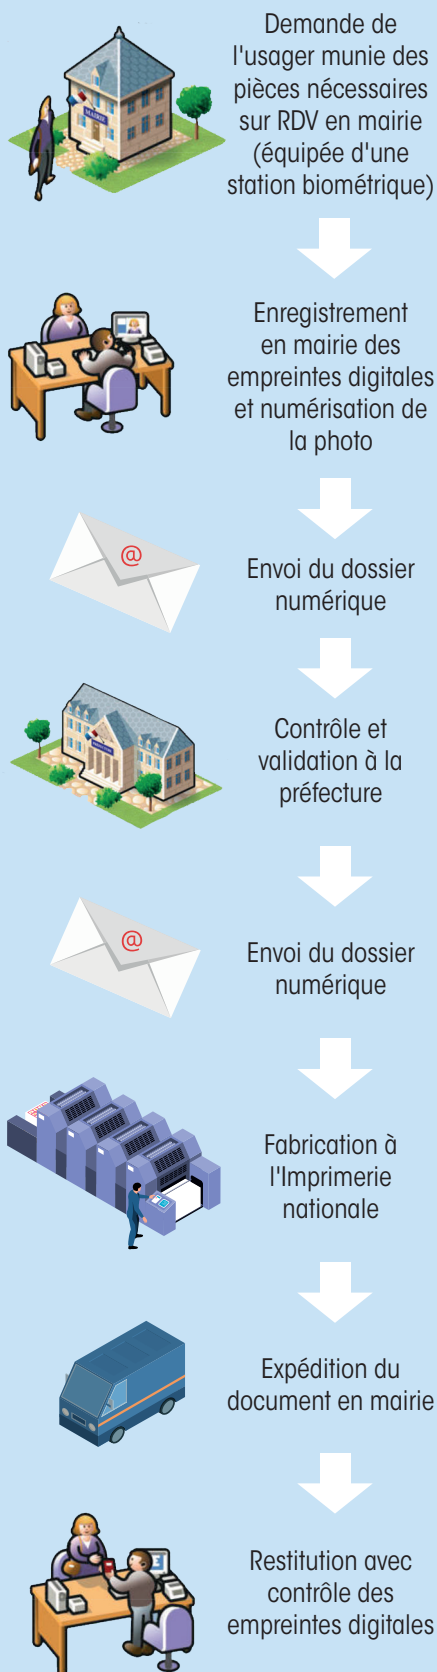 Demande de
l'usager munie des
pièces nécessaires
sur RDV en mairie
(équipée d'une
station biométrique)
MAIRIE
Enregistrement
en mairie des
empreintes digitales
et numérisation de
la photo
@
Envoi du dossier
numérique
Contrôle et
validation à la
préfecture
@
Envoi du dossier
numérique
Fabrication à
l'Imprimerie
nationale
Expédition du
document en mairie
Restitution avec
contrôle des
empreintes digitales